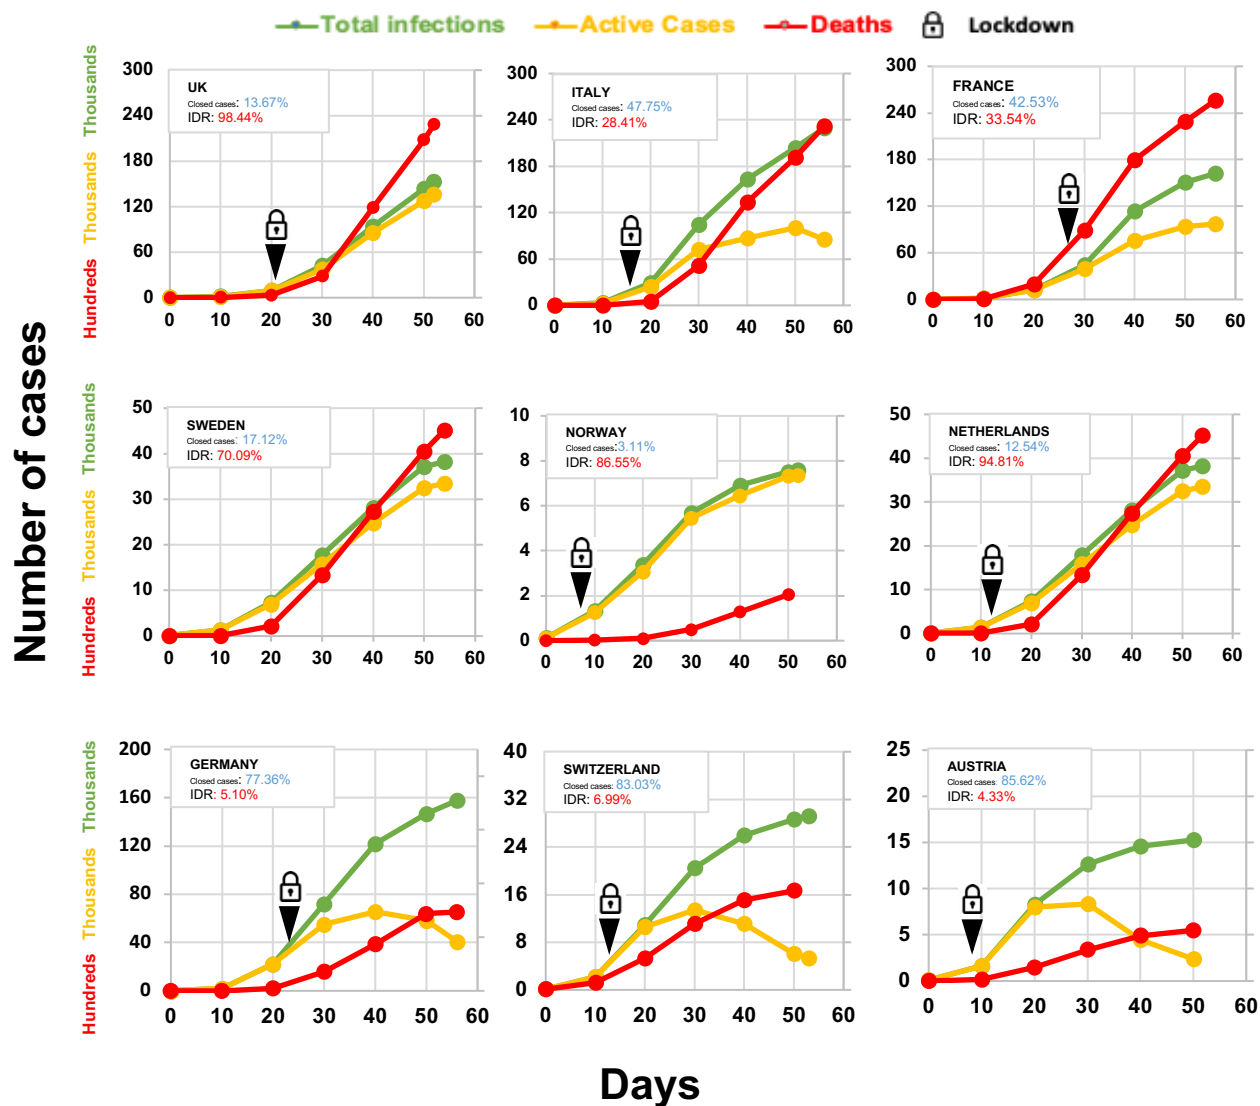 Total infections Active Cases Deaths Lockdown
Number of cases
Thousands
Thousands
Hundreds
300
240
180
120
60
0
UK
Closed cases: 13.67%
IDR: 98.44%
0 10 20 30 40 50 60
300
240
180
120
60
0
ITALY
Closed cases: 47.75%
IDR: 28.41%
0 10 20 30 40 50 60
300
240
180
120
60
0
FRANCE
Closed cases: 42.53%
IDR: 33.54%
0 10 20 30 40 50 60
Thousands
Thousands
Hundreds
50
40
30
20
10
0
SWEDEN
Closed cases: 17.12%
IDR: 70.09%
0 10 20 30 40 50 60
10
8
6
4
2
0
NORWAY
Closed cases:3.11%
IDR: 86.55%
0 10 20 30 40 50 60
50
40
30
20
10
0
NETHERLANDS
Closed cases: 12.54%
IDR: 94.81%
0 10 20 30 40 50 60
Thousands
Thousands
Hundreds
200
160
120
80
40
0
GERMANY
Closed cases: 77.36%
IDR: 5.10%
0 10 20 30 40 50 60
40
32
24
16
8
0
SWITZERLAND
Closed cases: 83.03%
IDR: 6.99%
0 10 20 30 40 50 60
25
20
15
10
5
0
AUSTRIA
Closed cases: 85.62%
IDR: 4.33%
0 10 20 30 40 50 60
Days